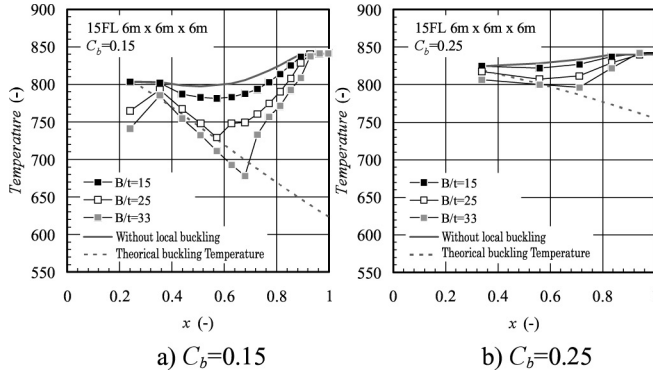 900
850
800
750
700
650
600
550
Temperature (-)
15FL 6m x 6m x 6m
C_b=0.15
B/t=15
B/t=25
B/t=33
Without local buckling
Theorical buckling Temperature
0 0.2 0.4 0.6 0.8 1
x (-)
a) C_b=0.15
900
850
800
750
700
650
600
550
Temperature (-)
15FL 6m x 6m x 6m
C_b=0.25
B/t=15
B/t=25
B/t=33
Without local buckling
Theorical buckling Temperature
0 0.2 0.4 0.6 0.8 1
x (-)
b) C_b=0.25